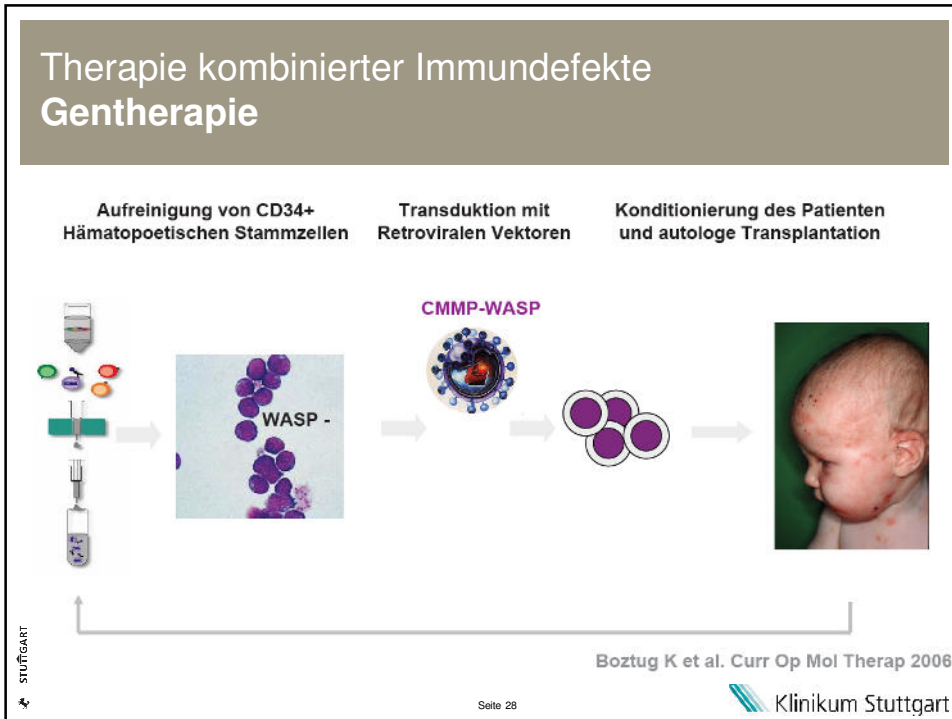 Therapie kombinierter Immundefekte
Gentherapie
Aufreinigung von CD34+
Hämatopoetischen Stammzellen
Transduktion mit
Retroviralen Vektoren
Konditionierung des Patienten
und autologe Transplantation
CMMP-WASP
WASP -
Boztug K et al. Curr Op Mol Therap 2006
STUTTGART
Seite 28
Klinikum Stuttgart